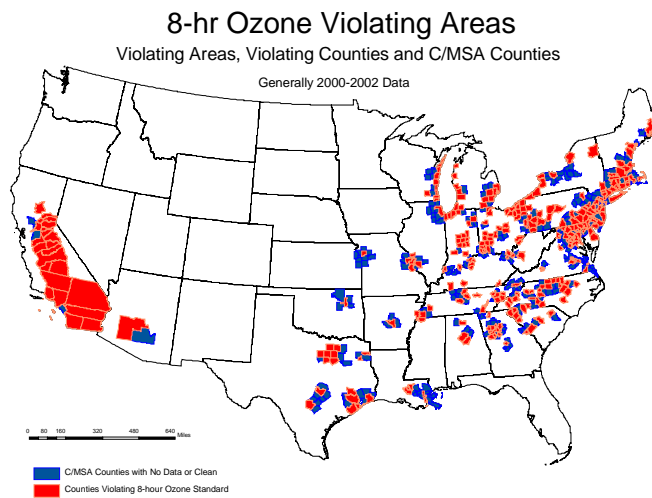 8-hr Ozone Violating Areas
Violating Areas, Violating Counties and C/MSA Counties
Generally 2000-2002 Data
0 80 160 320 480 640
Miles
C/MSA Counties with No Data or Clean
Counties Violating 8-hour Ozone Standard